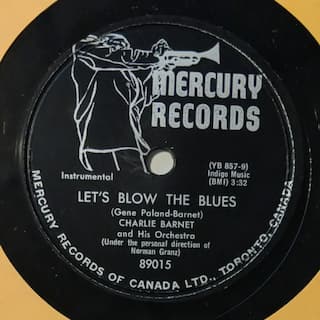 MERCURY
RECORDS
(YB 857-9)
Indigo Music
(BMI) 3:32
Instrumental
LET'S BLOW THE BLUES
(Gene Poland-Barnet)
CHARLIE BARNET
and His Orchestra
(Under the personal direction of
Norman Granz)
89015
MERCURY RECORDS OF CANADA LTD., TORONTO, CANADA